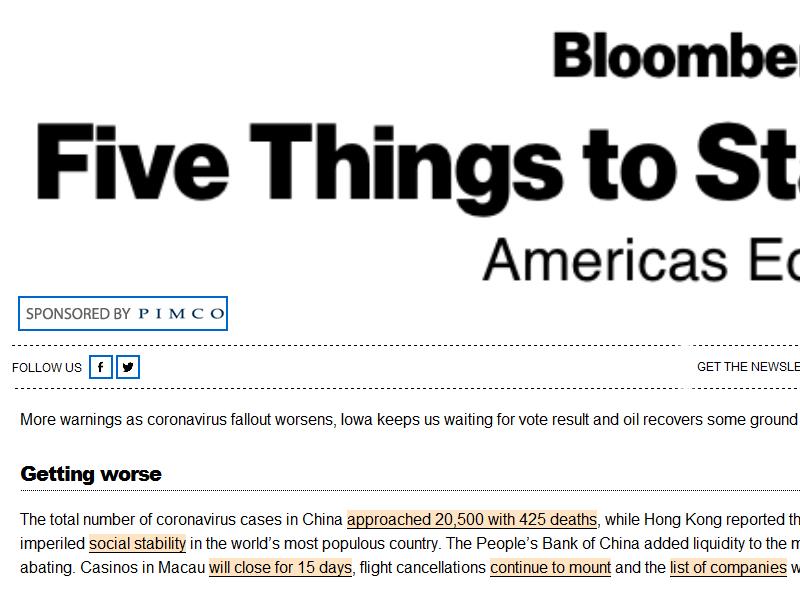 Bloomber
Five Things to Sta
Americas Ed
SPONSORED BY PIMCO
FOLLOW US
GET THE NEWSLE
More warnings as coronavirus fallout worsens, Iowa keeps us waiting for vote result and oil recovers some ground
Getting worse
The total number of coronavirus cases in China approached 20,500 with 425 deaths, while Hong Kong reported th
imperiled social stability in the world's most populous country. The People's Bank of China added liquidity to the m
abating. Casinos in Macau will close for 15 days, flight cancellations continue to mount and the list of companies w